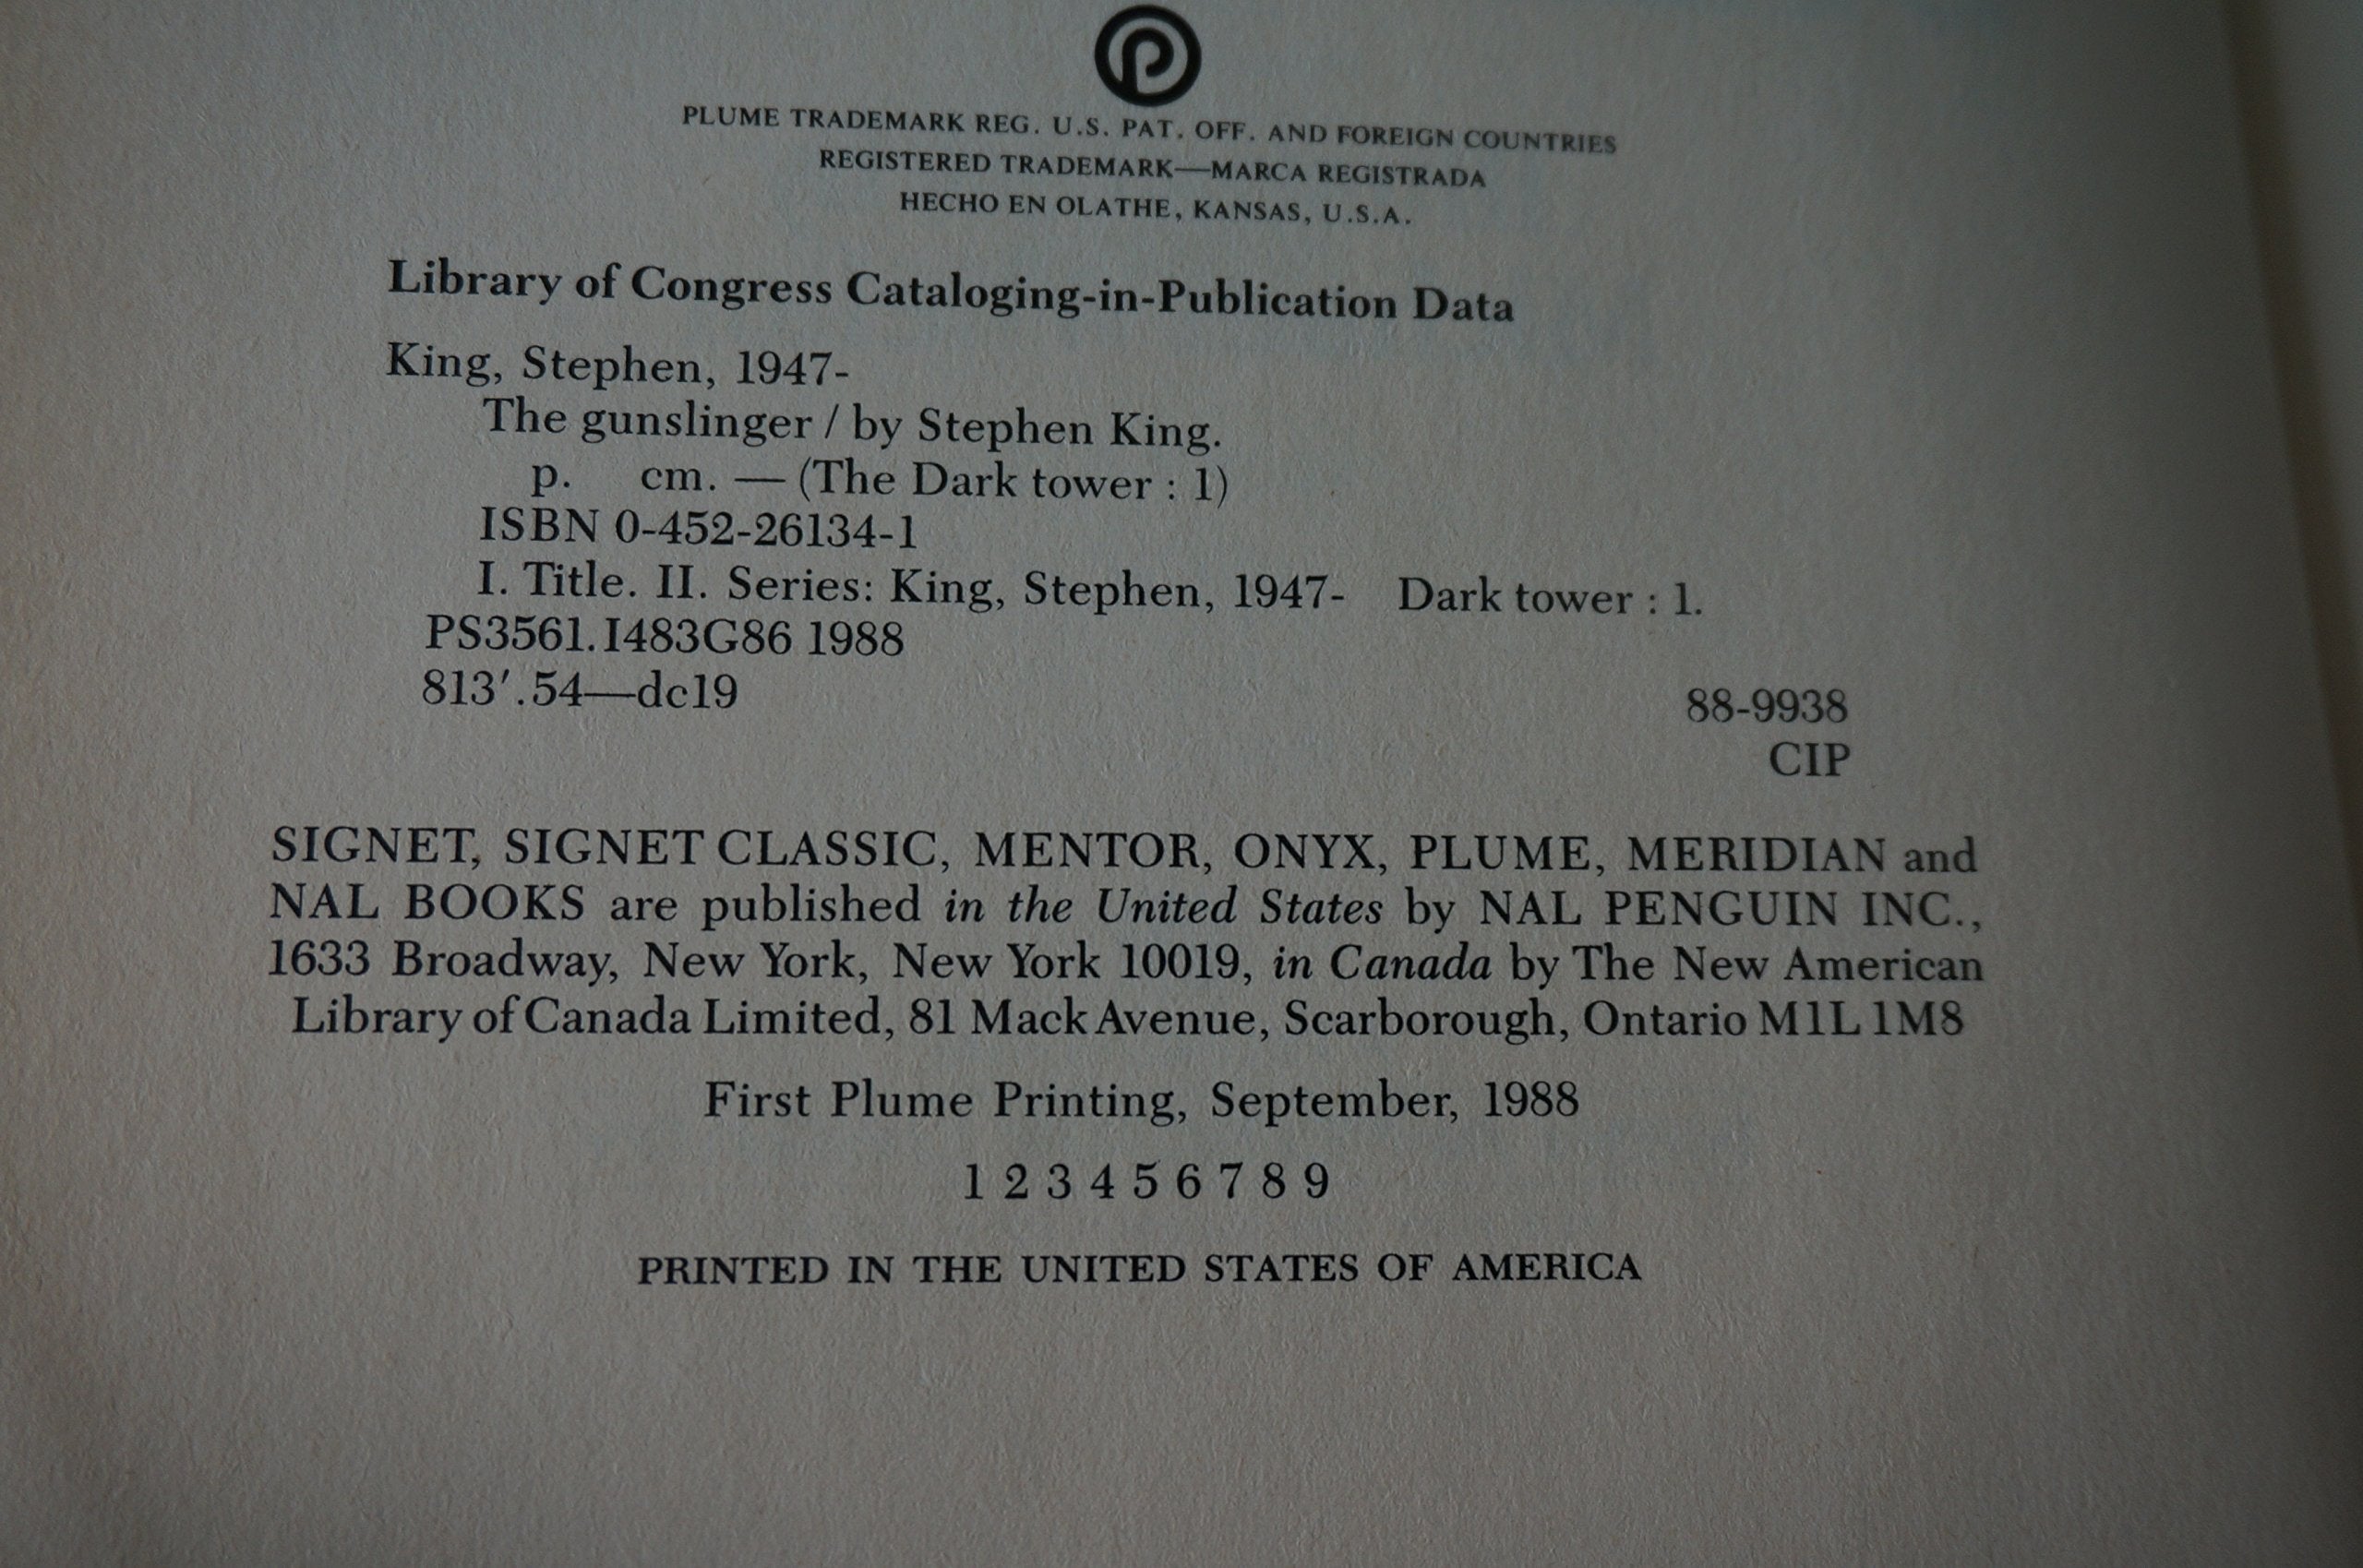 P
PLUME TRADEMARK REG. U.S. PAT. OFF. AND FOREIGN COUNTRIES
REGISTERED TRADEMARK—MARCA REGISTRADA
HECHO EN OLATHE, KANSAS, U.S.A.
Library of Congress Cataloging-in-Publication Data
King, Stephen, 1947-
The gunslinger / by Stephen King.
p. cm. — (The Dark tower : 1)
ISBN 0-452-26134-1
I. Title. II. Series: King, Stephen, 1947- Dark tower : 1.
PS3561.I483G86 1988
813′.54—dc19
88-9938
CIP
SIGNET, SIGNET CLASSIC, MENTOR, ONYX, PLUME, MERIDIAN and
NAL BOOKS are published in the United States by NAL PENGUIN INC.,
1633 Broadway, New York, New York 10019, in Canada by The New American
Library of Canada Limited, 81 Mack Avenue, Scarborough, Ontario M1L 1M8
First Plume Printing, September, 1988
1 2 3 4 5 6 7 8 9
PRINTED IN THE UNITED STATES OF AMERICA